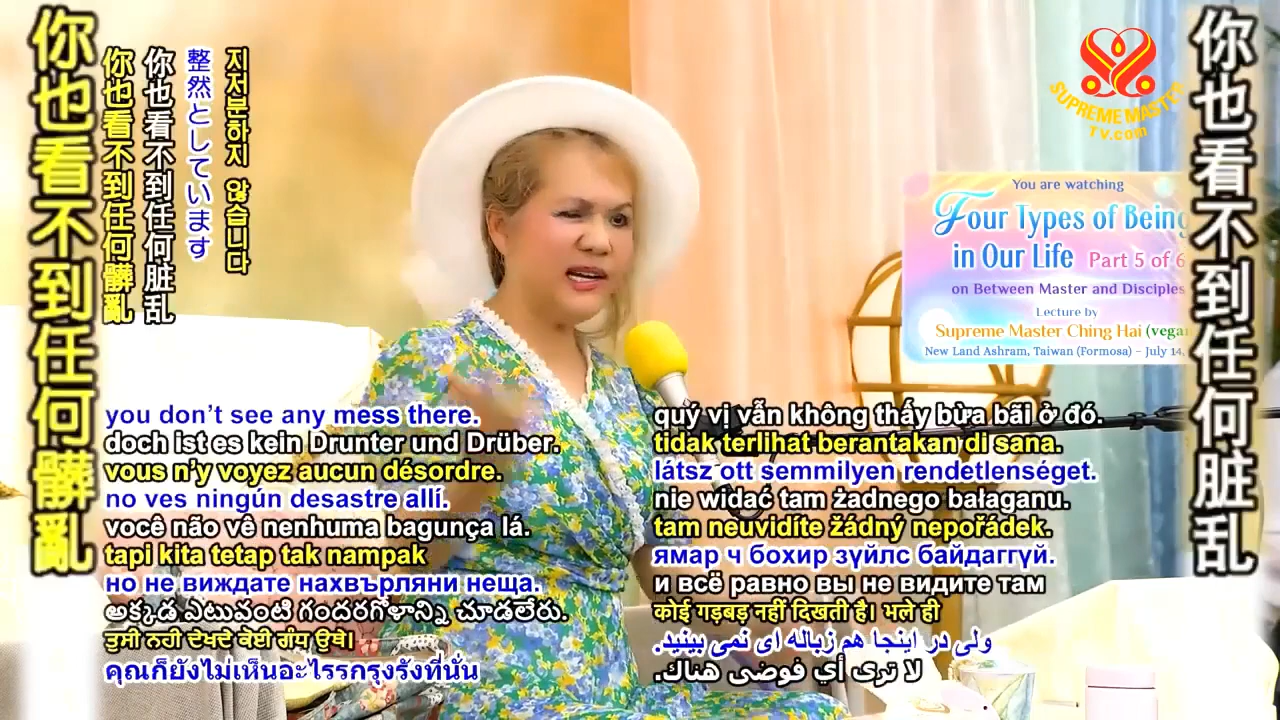 你也看不到任何髒亂
你也看不到任何髒亂
你也看不到任何脏乱
整然としています
지저분하지 않습니다
SUPREME MASTER
TV.com
You are watching
Four Types of Being
in Our Life Part 5 of 6
on Between Master and Disciples
Lecture by
Supreme Master Ching Hai (vegan
New Land Ashram, Taiwan (Formosa) – July 14,
你也看不到任何脏乱
you don’t see any mess there.
doch ist es kein Drunter und Drüber.
vous n’y voyez aucun désordre.
no ves ningún desastre allí.
você não vê nenhuma bagunça lá.
tapi kita tetap tak nampak
но не виждате нахвърляни неща.
అక్కడ ఏటువంటి గందరగోళాన్ని చూడలేరు.
ਤੁਸੀ ਨਹੀ ਦੇਖਦੇ ਕੋਈ ਗੰਧ ਉਥੇ।
คุณก็ยังไม่เห็นอะไรรกรุงรังที่นั่น
quý vị vẫn không thấy bừa bãi ở đó.
tidak terlihat berantakan di sana.
látsz ott semmilyen rendetlenséget.
nie widać tam żadnego bałaganu.
tam neuvidíte žádný nepořádek.
ямар ч бохир зүйлс байдаггүй.
и всё равно вы не видите там
कोई गड़बड़ नहीं दिखती है। भले ही
ولی در اینجا هم زباله ای نمی بینید.
لا ترى أي فوضى هناك.